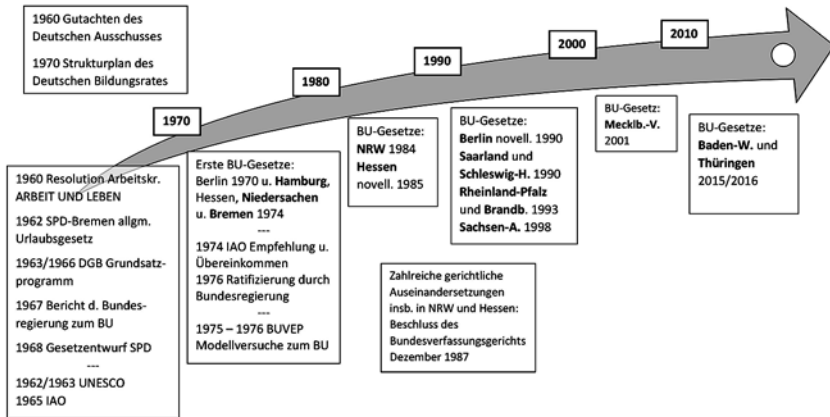 1960 Gutachten des
Deutschen Ausschusses
1970 Strukturplan des
Deutschen Bildungsrates
1970
1980
1990
2000
2010
1960 Resolution Arbeitskr.
ARBEIT UND LEBEN
1962 SPD-Bremen allgm.
Urlaubsgesetz
1963/1966 DGB Grundsatz-
programm
1967 Bericht d. Bundes-
regierung zum BU
1968 Gesetzentwurf SPD
---
1962/1963 UNESCO
1965 IAO
Erste BU-Gesetze:
Berlin 1970 u. Hamburg,
Hessen, Niedersachen
u. Bremen 1974
---
1974 IAO Empfehlung u.
Übereinkommen
1976 Ratifizierung durch
Bundesregierung
---
1975 – 1976 BUVEP
Modellversuche zum BU
BU-Gesetze:
NRW 1984
Hessen
novell. 1985
BU-Gesetze:
Berlin novell. 1990
Saarland und
Schleswig-H. 1990
Rheinland-Pfalz
und Brandb. 1993
Sachsen-A. 1998
Zahlreiche gerichtliche
Auseinandersetzungen
insb. in NRW und Hessen:
Beschluss des
Bundesverfassungsgerichts
Dezember 1987
BU-Gesetz:
Mecklb.-V.
2001
BU-Gesetze:
Baden-W. und
Thüringen
2015/2016